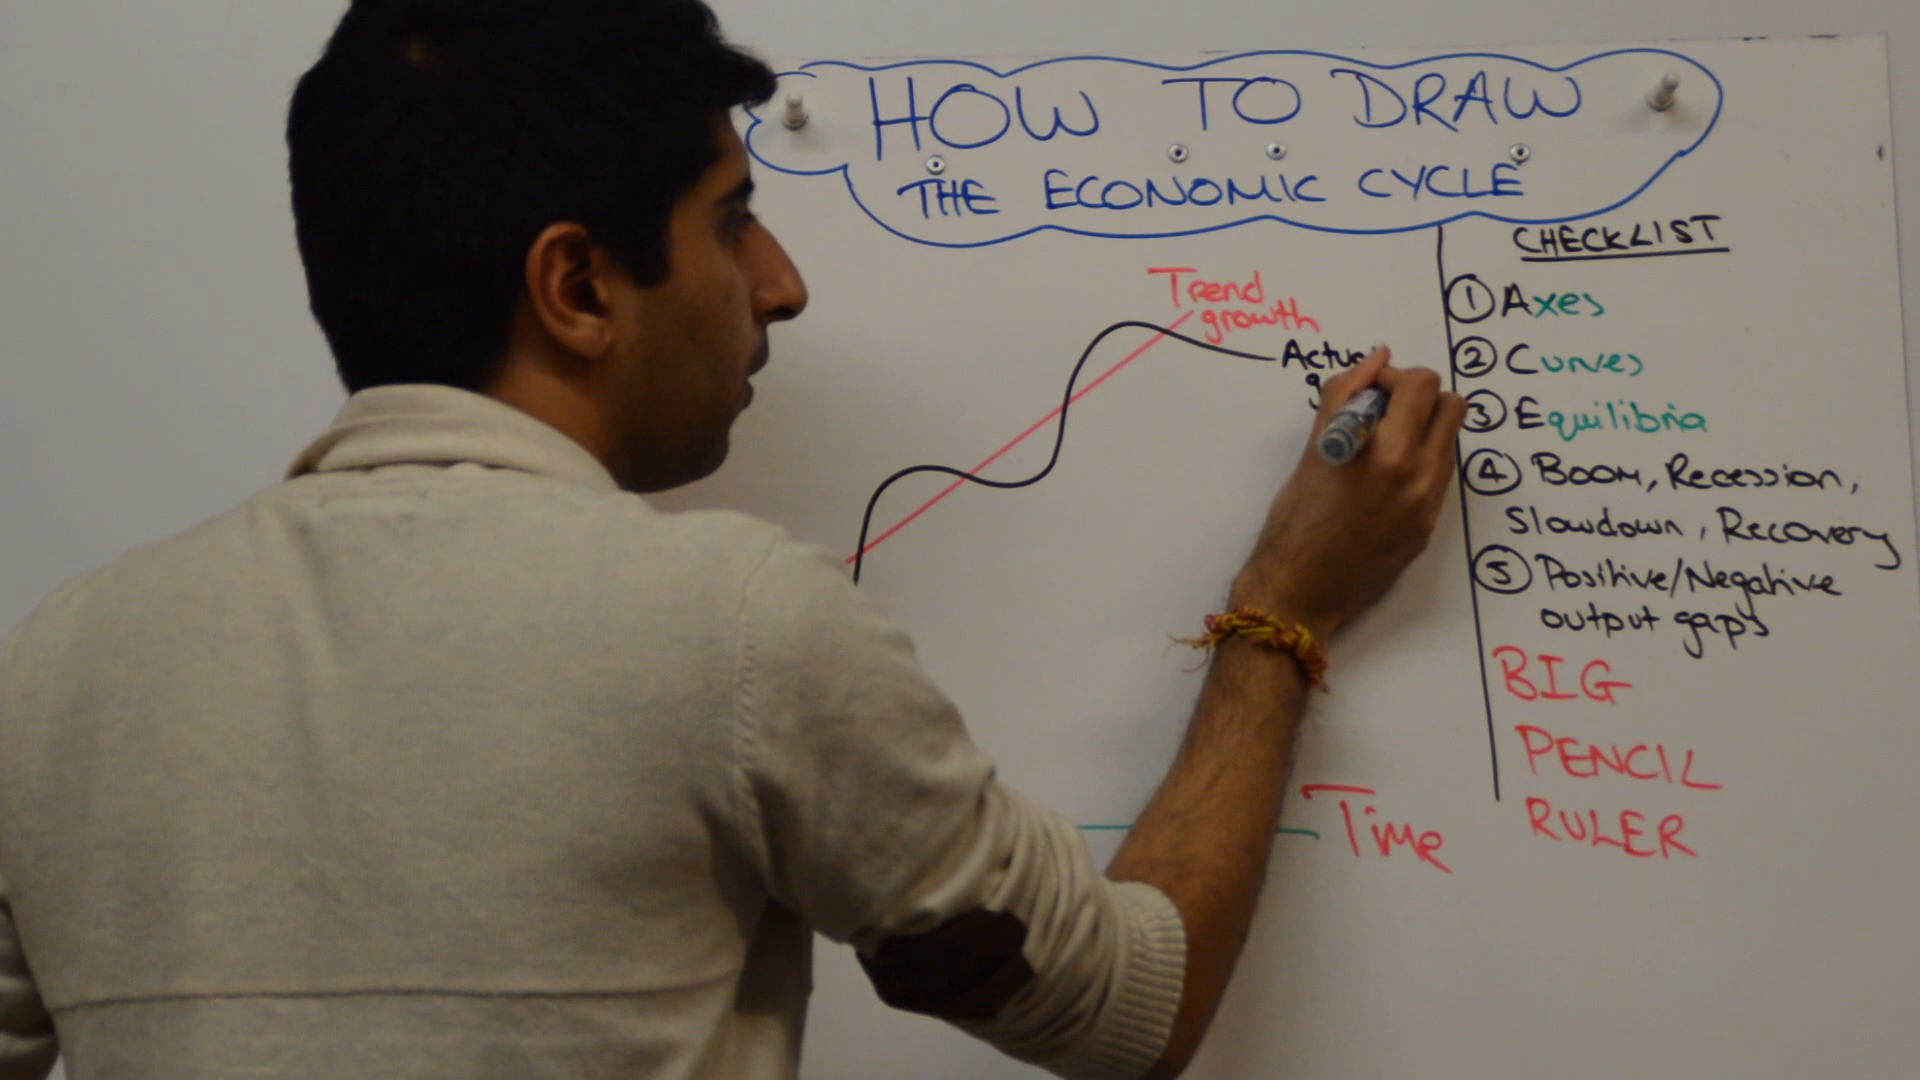 HOW TO DRAW
THE ECONOMIC CYCLE
Trend
growth
CHECKLIST
① Axes
② Curves
③ Equilibria
④ Boom, Recession,
Slowdown, Recovery
⑤ Positive/Negative
output gaps
BIG
PENCIL
RULER
Time